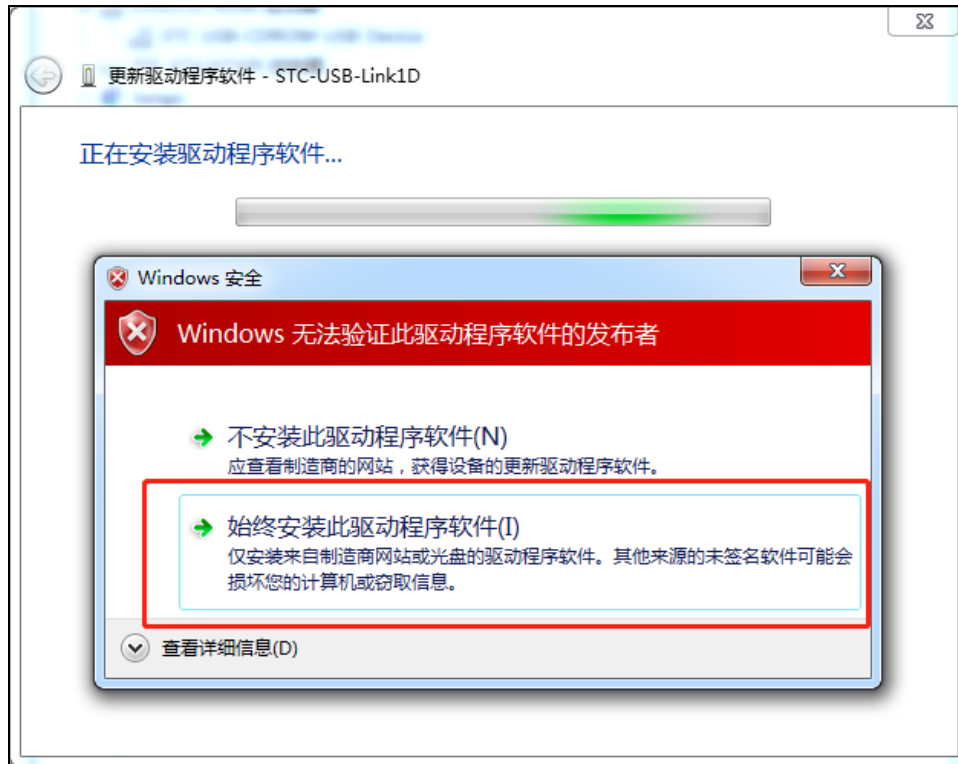 STC USB-CDROM USB Device
更新驱动程序软件 - STC-USB-Link1D
正在安装驱动程序软件...
Windows 安全
Windows 无法验证此驱动程序软件的发布者
不安装此驱动程序软件(N)
应查看制造商的网站，获得设备的更新驱动程序软件。
始终安装此驱动程序软件(I)
仅安装来自制造商网站或光盘的驱动程序软件。其他来源的未签名软件可能会
损坏您的计算机或窃取信息。
查看详细信息(D)